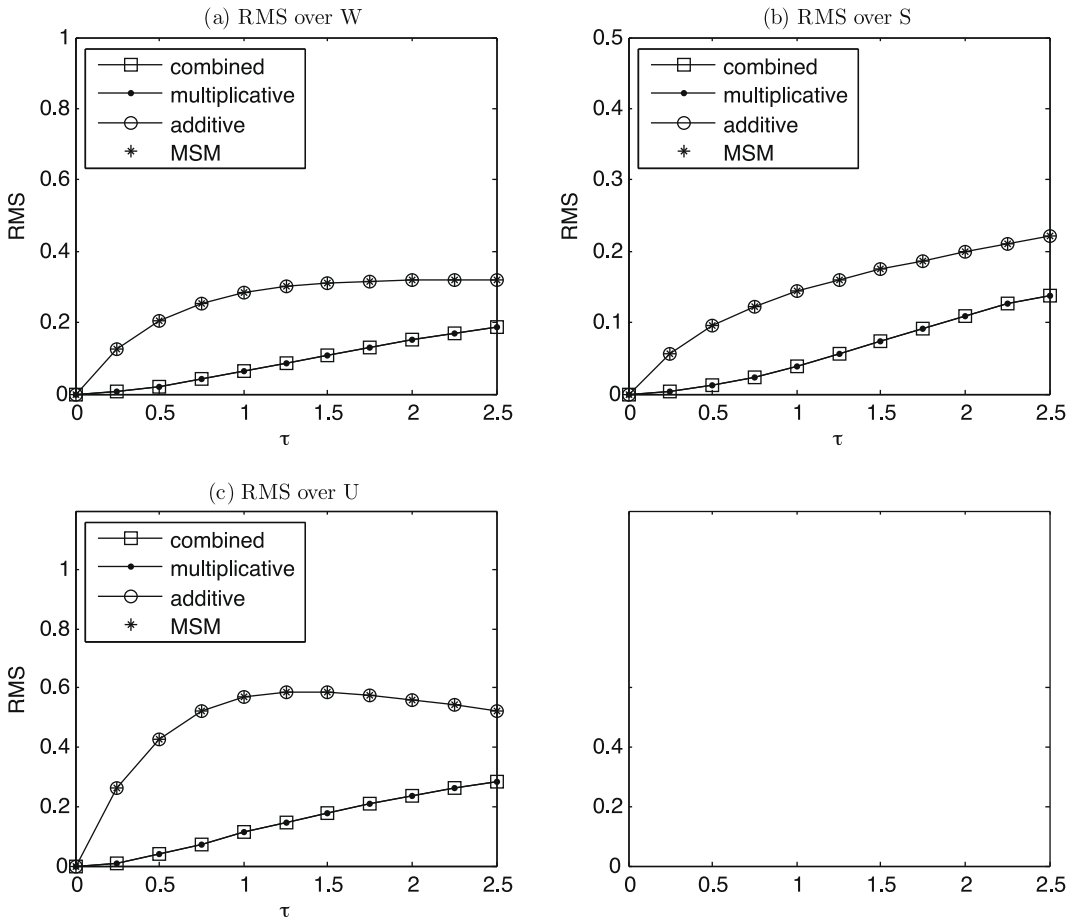 (a) RMS over W
1
0.8
0.6
0.4
0.2
0
RMS
combined
multiplicative
additive
MSM
0 0.5 1 1.5 2 2.5
τ
(b) RMS over S
0.5
0.4
0.3
0.2
0.1
0
RMS
combined
multiplicative
additive
MSM
0 0.5 1 1.5 2 2.5
τ
(c) RMS over U
1
0.8
0.6
0.4
0.2
0
RMS
combined
multiplicative
additive
MSM
0 0.5 1 1.5 2 2.5
τ
0.4
0.2
0
0 0.5 1 1.5 2 2.5